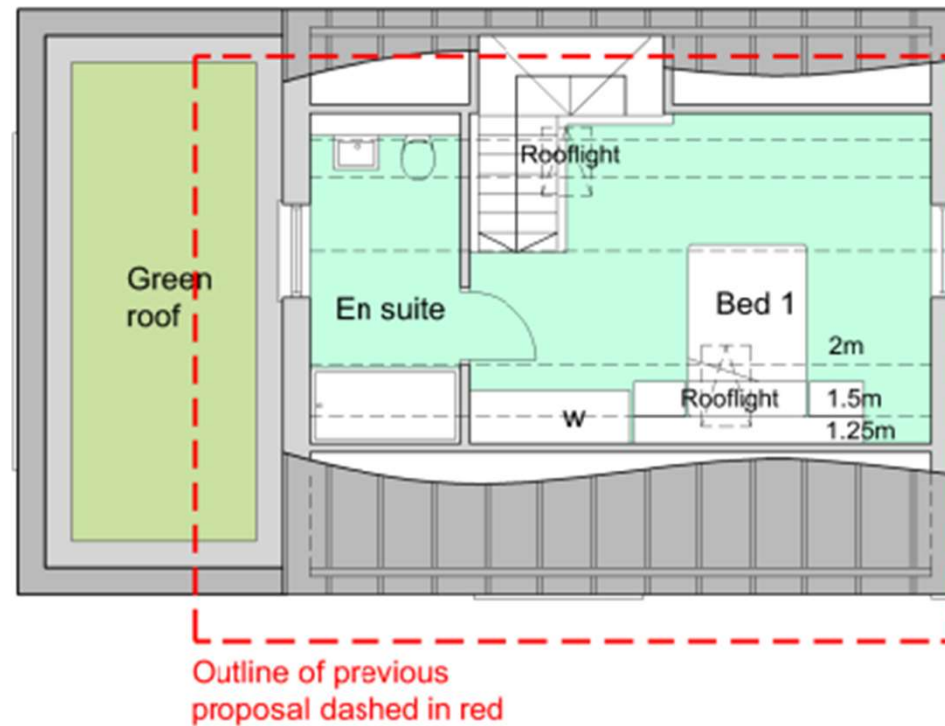 Rooflight
Green
roof
En suite
Bed 1
2m
Rooflight
1.5m
W
1.25m
Outline of previous
proposal dashed in red